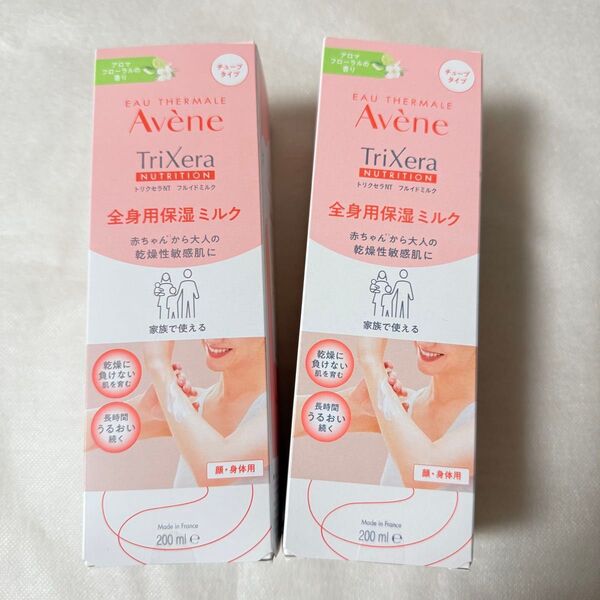 アロマ
フローラルの
香り
チューブ
タイプ
EAU THERMALE
Avène
TriXera
NUTRITION
トリクセラNT フルイドミルク
全身用保湿ミルク
赤ちゃん*から大人の
乾燥性敏感肌に
家族で使える
乾燥に
負けない
肌を育む
長時間
うるおい
続く
顔・身体用
Made in France
200 ml ℮
アロマ
フローラルの
香り
チューブ
タイプ
EAU THERMALE
Avène
TriXera
NUTRITION
トリクセラNT フルイドミルク
全身用保湿ミルク
赤ちゃん*から大人の
乾燥性敏感肌に
家族で使える
乾燥に
負けない
肌を育む
長時間
うるおい
続く
顔・身体用
Made in France
200 ml ℮